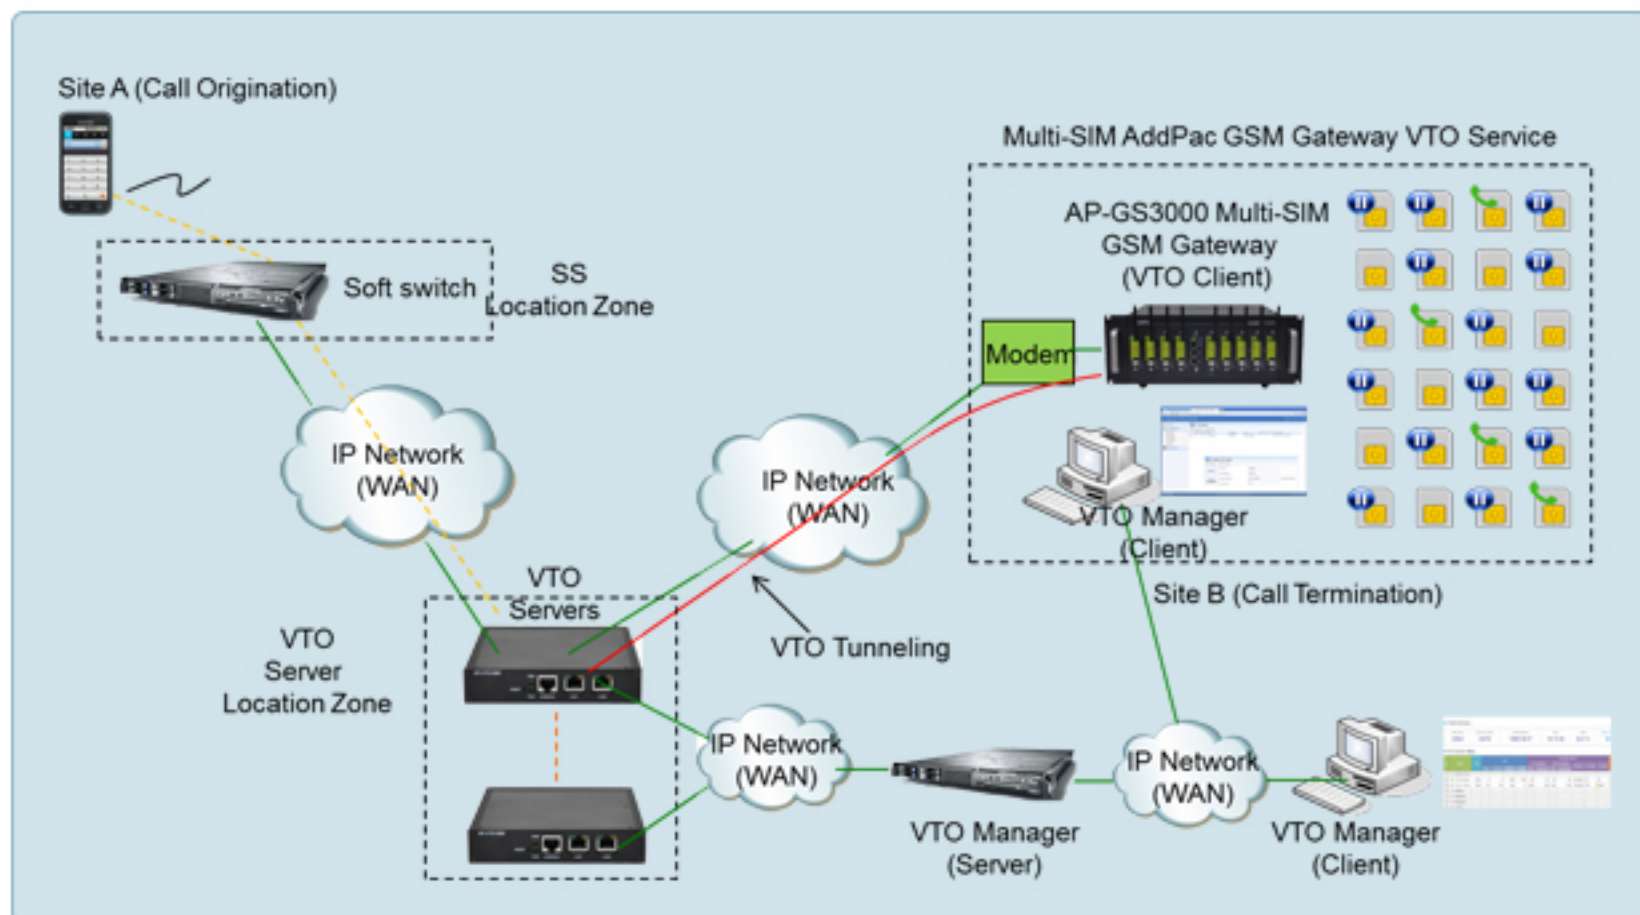 Site A (Call Origination)
Multi-SIM AddPac GSM Gateway VTO Service
AP-GS3000 Multi-SIM
GSM Gateway
(VTO Client)
Soft switch
SS
Location Zone
Modem
IP Network
(WAN)
IP Network
(WAN)
VTO Manager
(Client)
Site B (Call Termination)
VTO
Servers
VTO
Server
Location Zone
VTO Tunneling
IP Network
(WAN)
IP Network
(WAN)
VTO Manager
(Server)
VTO Manager
(Client)